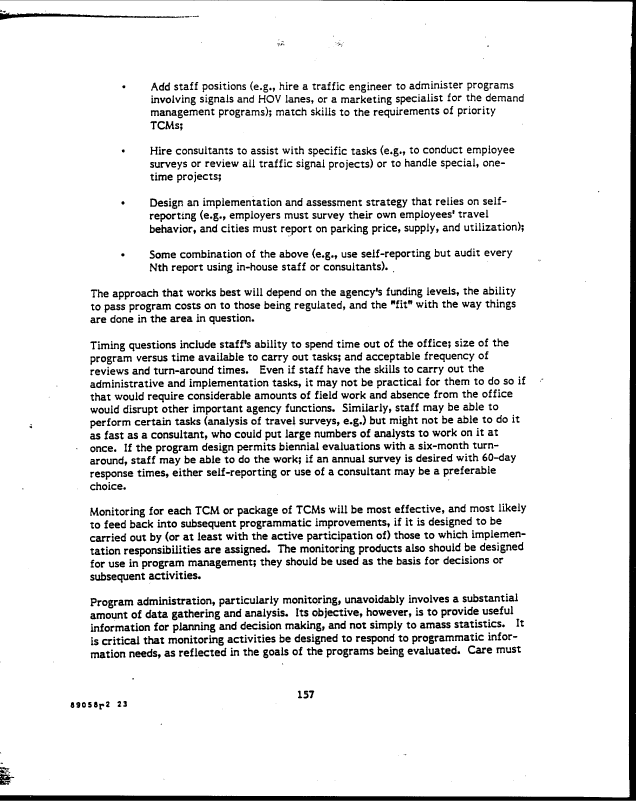 • Add staff positions (e.g., hire a traffic engineer to administer programs
involving signals and HOV lanes, or a marketing specialist for the demand
management programs); match skills to the requirements of priority
TCMs;
• Hire consultants to assist with specific tasks (e.g., to conduct employee
surveys or review all traffic signal projects) or to handle special, one-
time projects;
• Design an implementation and assessment strategy that relies on self-
reporting (e.g., employers must survey their own employees' travel
behavior, and cities must report on parking price, supply, and utilization);
• Some combination of the above (e.g., use self-reporting but audit every
Nth report using in-house staff or consultants).
The approach that works best will depend on the agency's funding levels, the ability
to pass program costs on to those being regulated, and the "fit" with the way things
are done in the area in question.
Timing questions include staff's ability to spend time out of the office; size of the
program versus time available to carry out tasks; and acceptable frequency of
reviews and turn-around times. Even if staff have the skills to carry out the
administrative and implementation tasks, it may not be practical for them to do so if
that would require considerable amounts of field work and absence from the office
would disrupt other important agency functions. Similarly, staff may be able to
perform certain tasks (analysis of travel surveys, e.g.) but might not be able to do it
as fast as a consultant, who could put large numbers of analysts to work on it at
once. If the program design permits biennial evaluations with a six-month turn-
around, staff may be able to do the work; if an annual survey is desired with 60-day
response times, either self-reporting or use of a consultant may be a preferable
choice.
Monitoring for each TCM or package of TCMs will be most effective, and most likely
to feed back into subsequent programmatic improvements, if it is designed to be
carried out by (or at least with the active participation of) those to which implemen-
tation responsibilities are assigned. The monitoring products also should be designed
for use in program management; they should be used as the basis for decisions or
subsequent activities.
Program administration, particularly monitoring, unavoidably involves a substantial
amount of data gathering and analysis. Its objective, however, is to provide useful
information for planning and decision making, and not simply to amass statistics. It
is critical that monitoring activities be designed to respond to programmatic infor-
mation needs, as reflected in the goals of the programs being evaluated. Care must
157
89058r2 23